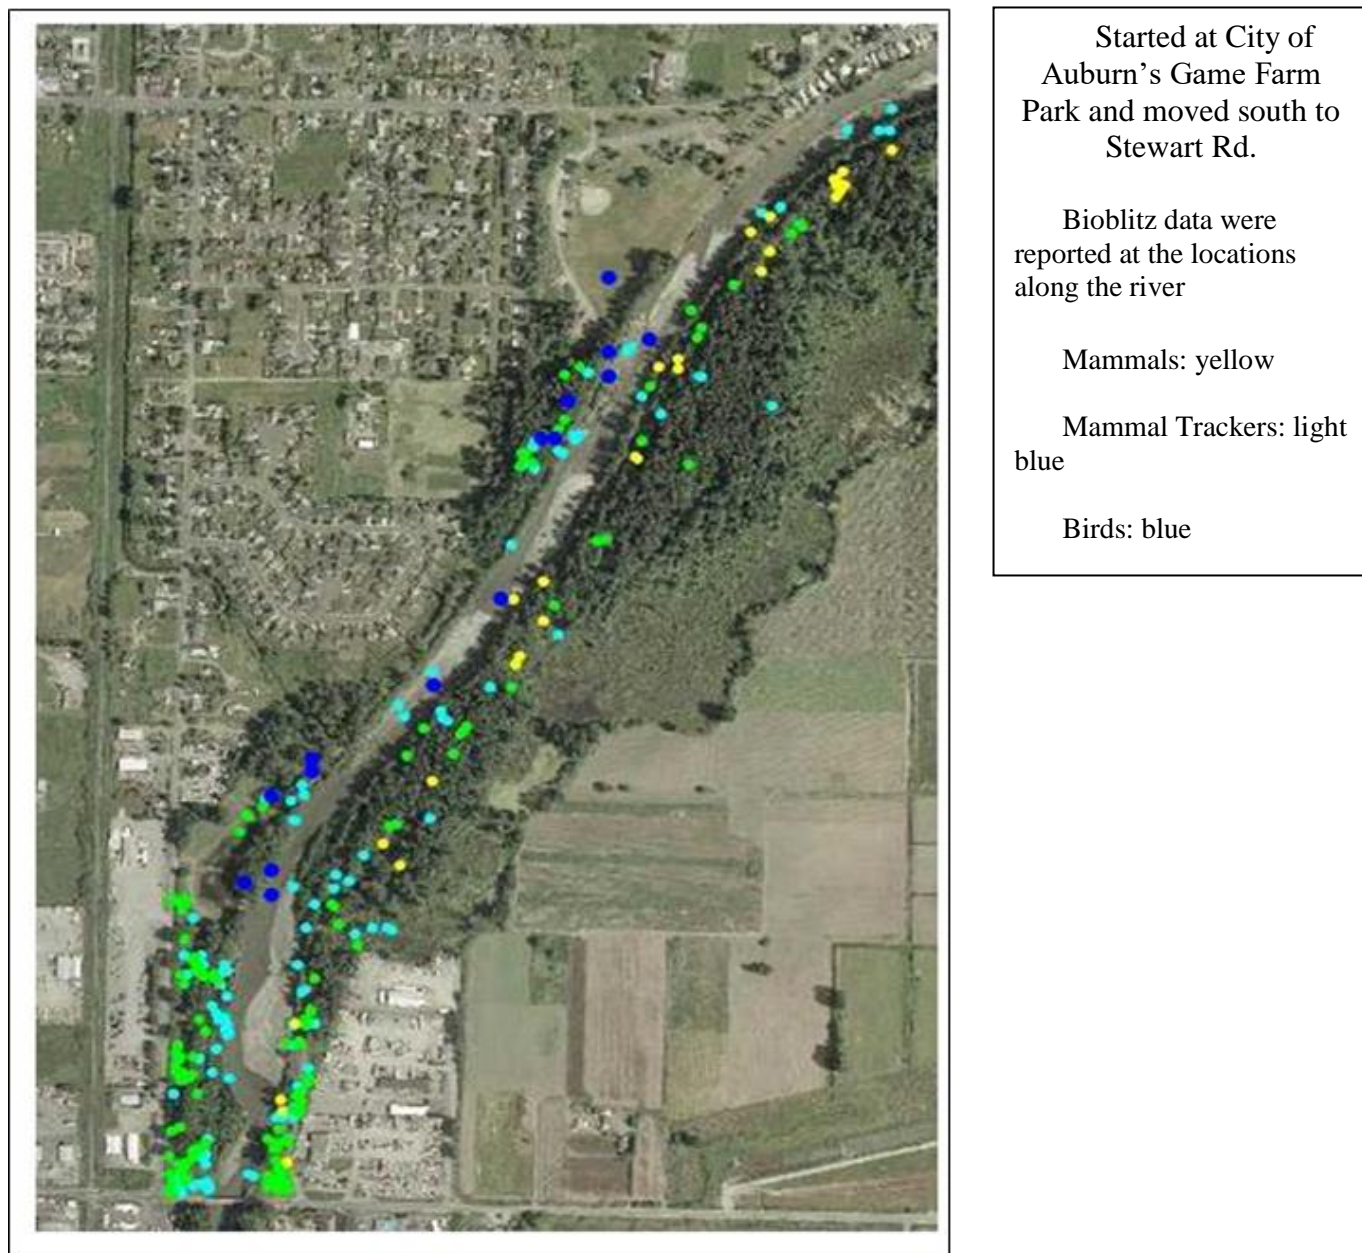 Started at City of
Auburn’s Game Farm
Park and moved south to
Stewart Rd.
Bioblitz data were
reported at the locations
along the river
Mammals: yellow
Mammal Trackers: light
blue
Birds: blue